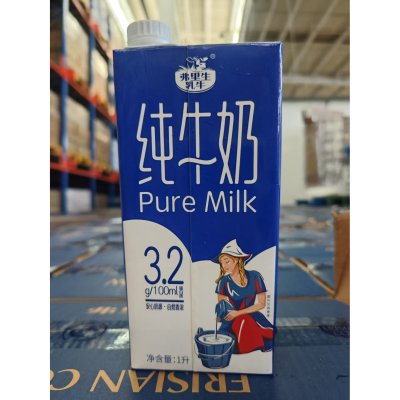 弗里生
乳牛
®
纯牛奶
Pure Milk
3.2
g/100ml
净含量:1升
FRISIAN CO